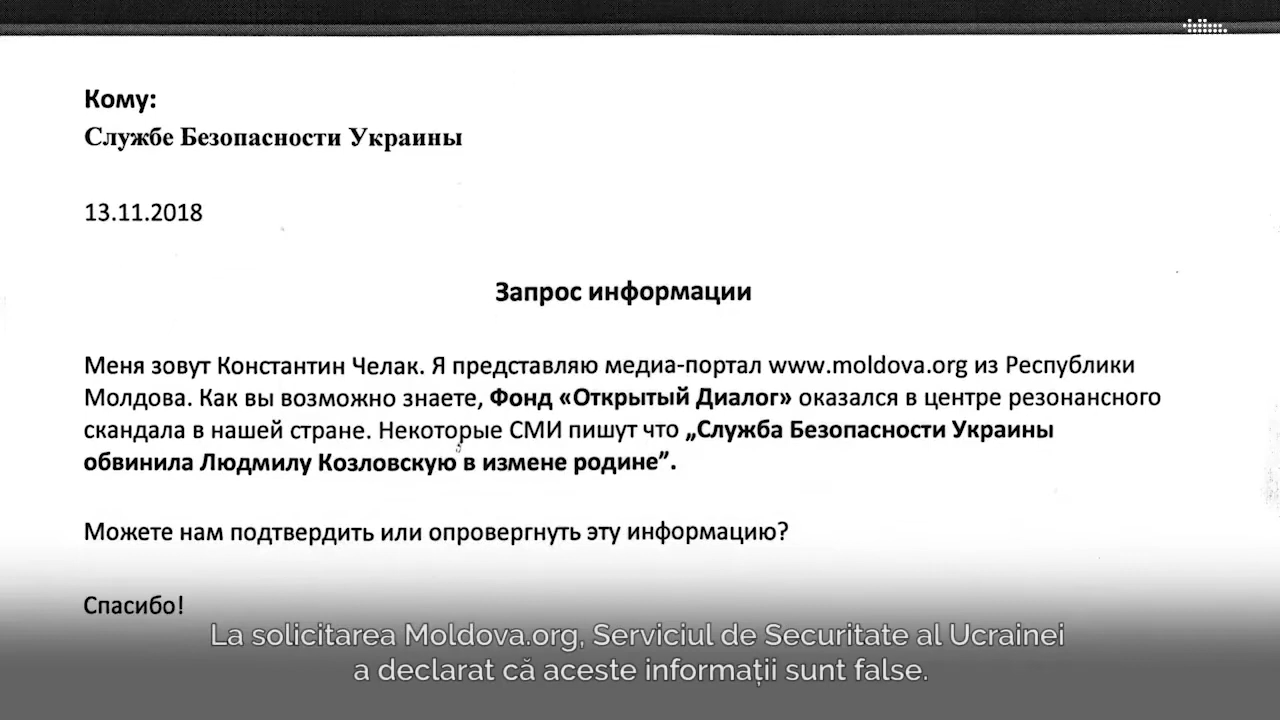 Кому:
Службе Безопасности Украины
13.11.2018
Запрос информации
Меня зовут Константин Челак. Я представляю медиа-портал www.moldova.org из Республики
Молдова. Как вы возможно знаете, Фонд «Открытый Диалог» оказался в центре резонансного
скандала в нашей стране. Некоторые СМИ пишут что „Служба Безопасности Украины
обвинила Людмилу Козловскую в измене родине”.
Можете нам подтвердить или опровергнуть эту информацию?
Спасибо!
La solicitarea Moldova.org, Serviciul de Securitate al Ucrainei
a declarat că aceste informații sunt false.